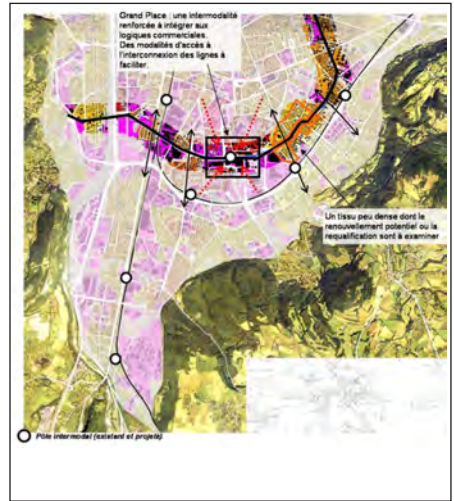 Grand Place : une intermodalité
renforcée à intégrer aux
logiques commerciales.
Des modalités d'accès à
l'interconnexion des lignes à
faciliter.
Un tissu peu dense dont le
renouvellement potentiel ou la
requalification sont à examiner
Pôle intermodal (existant et projeté)